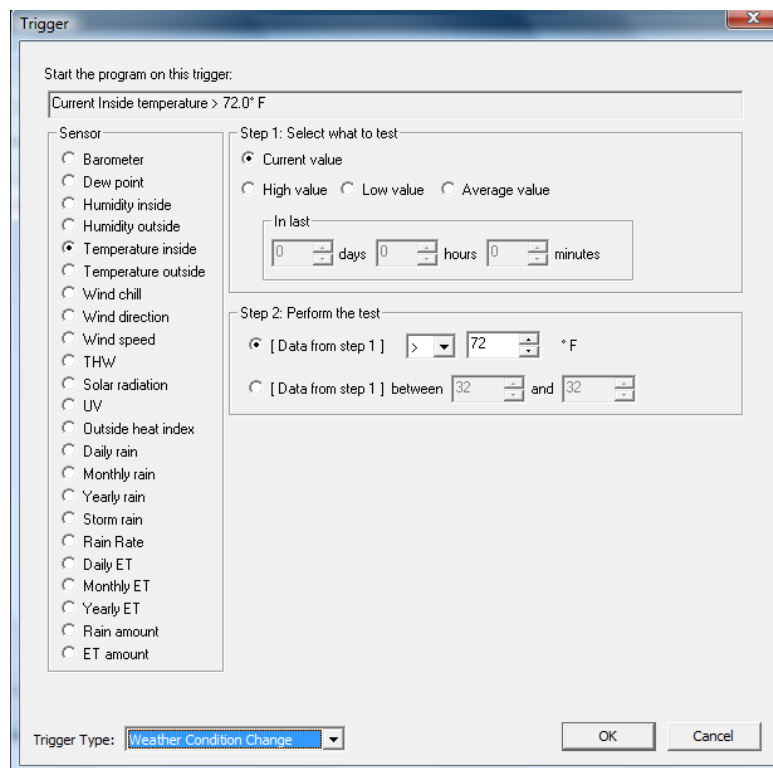 Trigger
Start the program on this trigger:
Current Inside temperature > 72.0° F
Sensor
Barometer
Dew point
Humidity inside
Humidity outside
Temperature inside
Temperature outside
Wind chill
Wind direction
Wind speed
THW
Solar radiation
UV
Outside heat index
Daily rain
Monthly rain
Yearly rain
Storm rain
Rain Rate
Daily ET
Monthly ET
Yearly ET
Rain amount
ET amount
Step 1: Select what to test
Current value
High value Low value Average value
In last
0 days 0 hours 0 minutes
Step 2: Perform the test
[ Data from step 1 ] > 72 ° F
[ Data from step 1 ] between 32 and 32
Trigger Type: Weather Condition Change OK Cancel